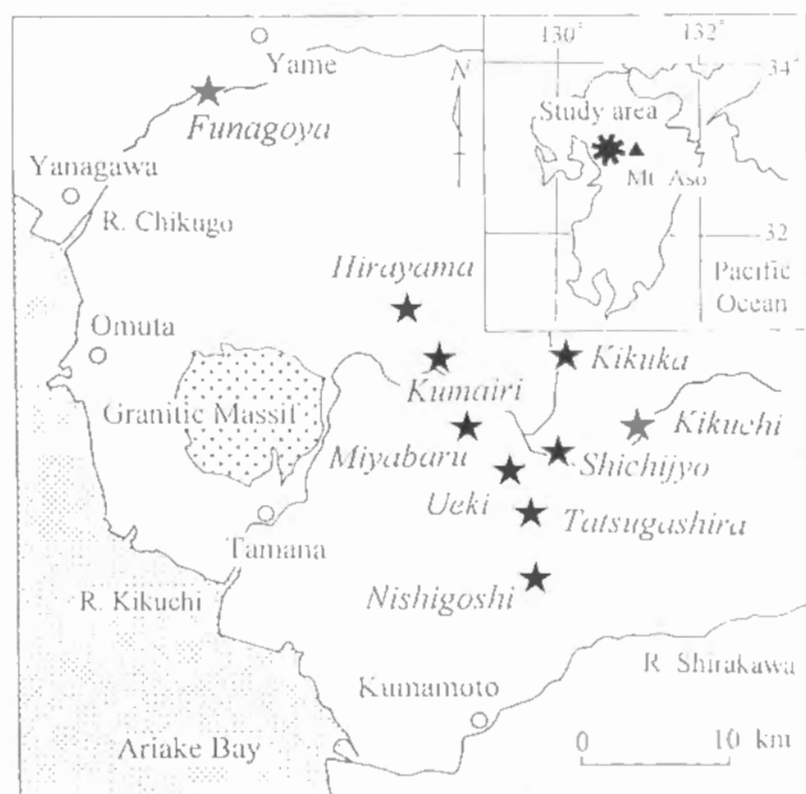 130°
132°
Yame
N
34°
Study area
Funagoya
Mt. Aso
Yanagawa
R. Chikugo
32
Hirayama
Pacific
Ocean
Omuta
Kikuka
Kumairi
Granitic Massif
Kikuchi
Miyabaru
Shichijyo
Ueki
Tatsugashira
Tamana
Nishigoshi
R. Kikuchi
R. Shirakawa
Kumamoto
Ariake Bay
0 10 km